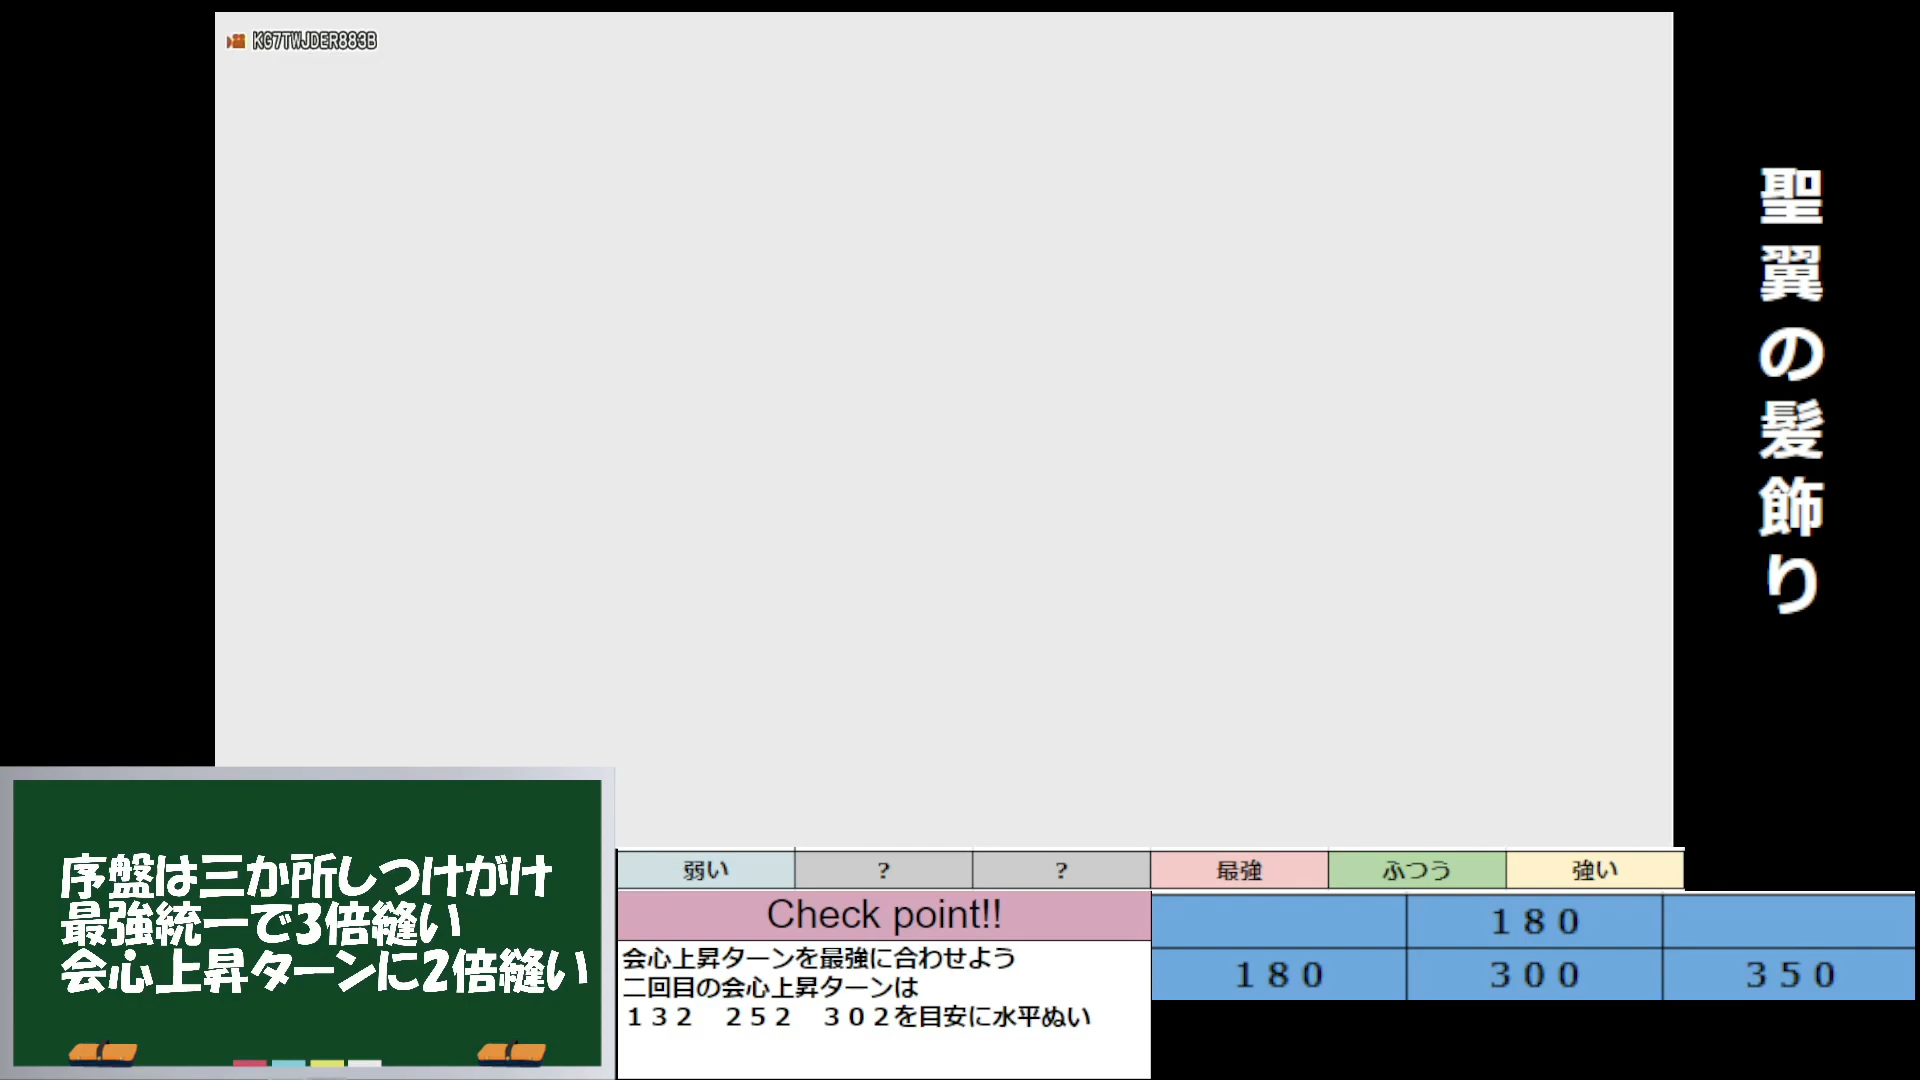 KG7TWJDER883B
聖翼の髪飾り
序盤は三か所しつけがけ
最強統一で3倍縫い
会心上昇ターンに2倍縫い
弱い ? ? 最強 ふつう 強い
Check point!!
会心上昇ターンを最強に合わせよう
二回目の会心上昇ターンは
132 252 302を目安に水平ぬい
180
180 300 350